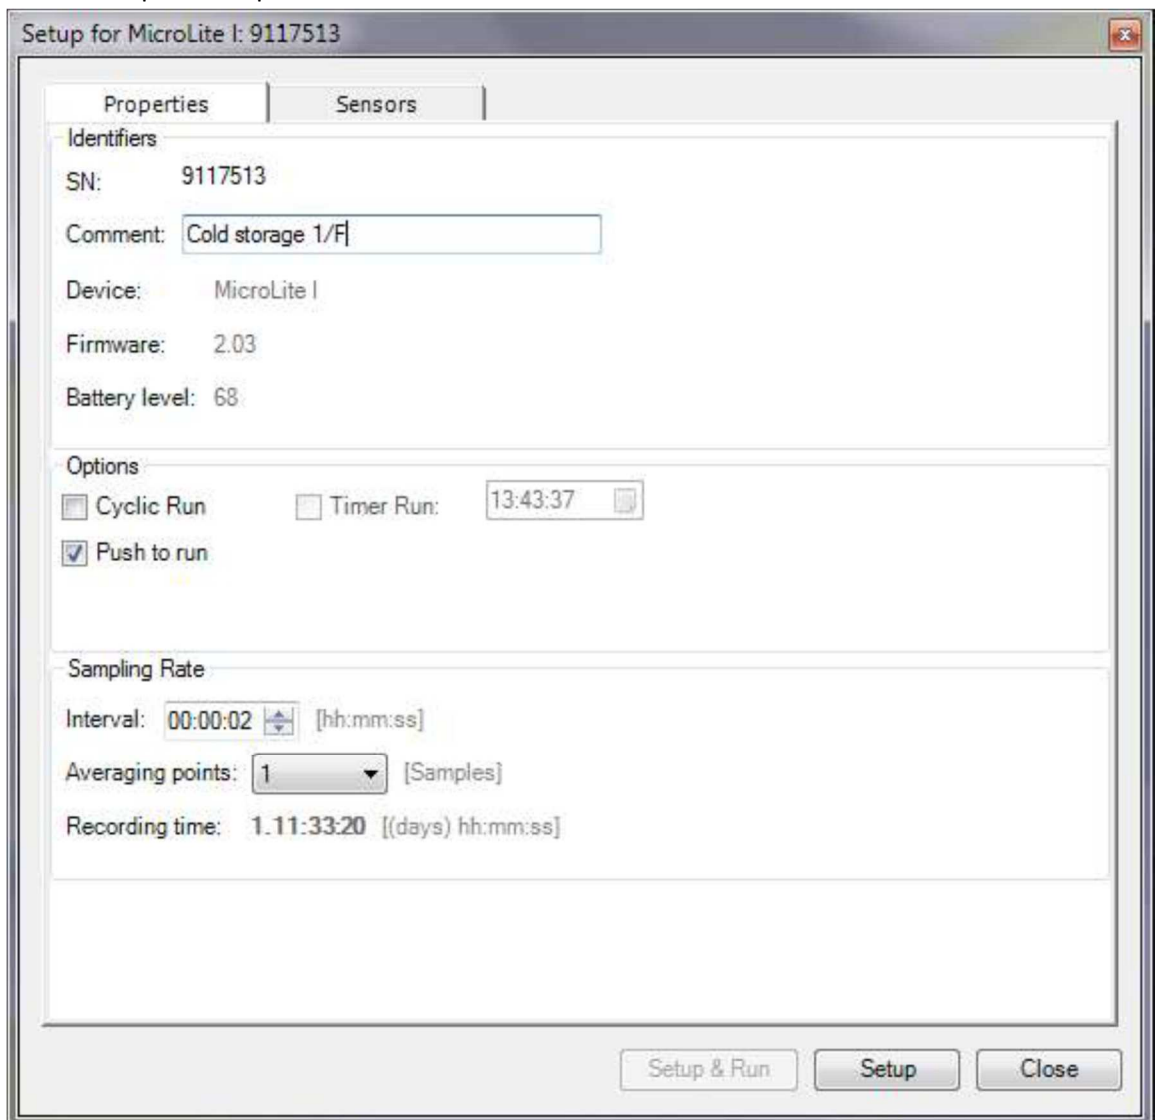 Setup for MicroLite I: 9117513
Properties Sensors
Identifiers
SN: 9117513
Comment: Cold storage 1/F
Device: MicroLite I
Firmware: 2.03
Battery level: 68
Options
Cyclic Run Timer Run: 13:43:37
Push to run
Sampling Rate
Interval: 00:00:02 [hh:mm:ss]
Averaging points: 1 [Samples]
Recording time: 1.11:33:20 [(days) hh:mm:ss]
Setup & Run Setup Close